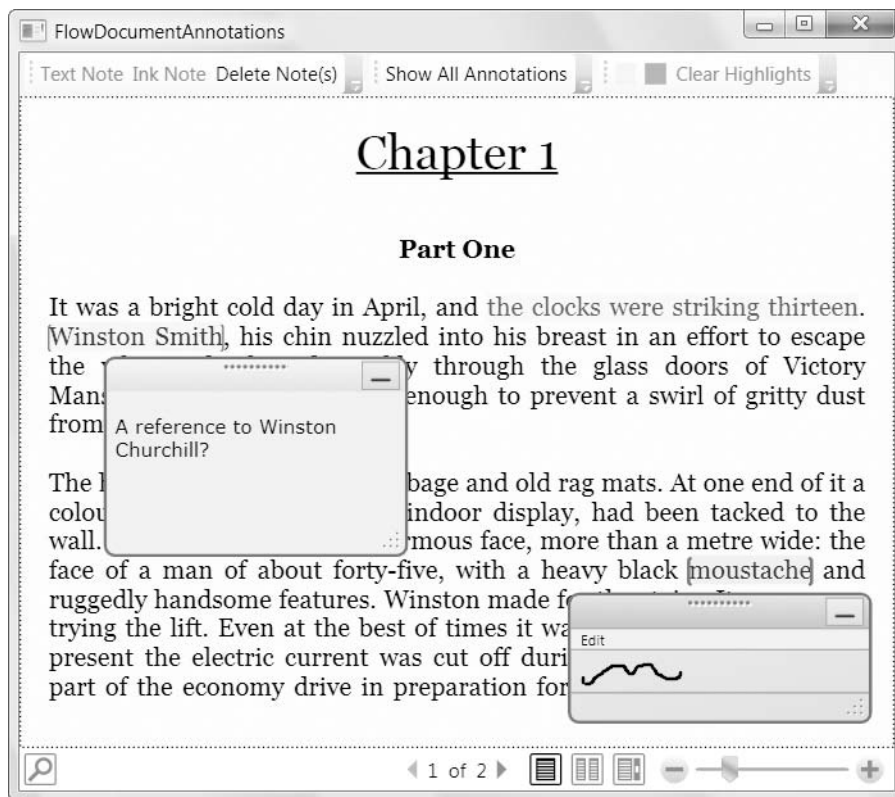 FlowDocumentAnnotations
Text Note Ink Note Delete Note(s) Show All Annotations Clear Highlights
Chapter 1
Part One
It was a bright cold day in April, and the clocks were striking thirteen.
Winston Smith, his chin nuzzled into his breast in an effort to escape
the through the glass doors of Victory
enough to prevent a swirl of gritty dust
from
A reference to Winston
Churchill?
The and old rag mats. At one end of it a
indoor display, had been tacked to the
wall. face, more than a metre wide: the
face of a man of about forty-five, with a heavy black moustache and
ruggedly handsome features. Winston made
trying the lift. Even at the best of times it
present the electric current was cut off
part of the economy drive in preparation for
Edit
1 of 2